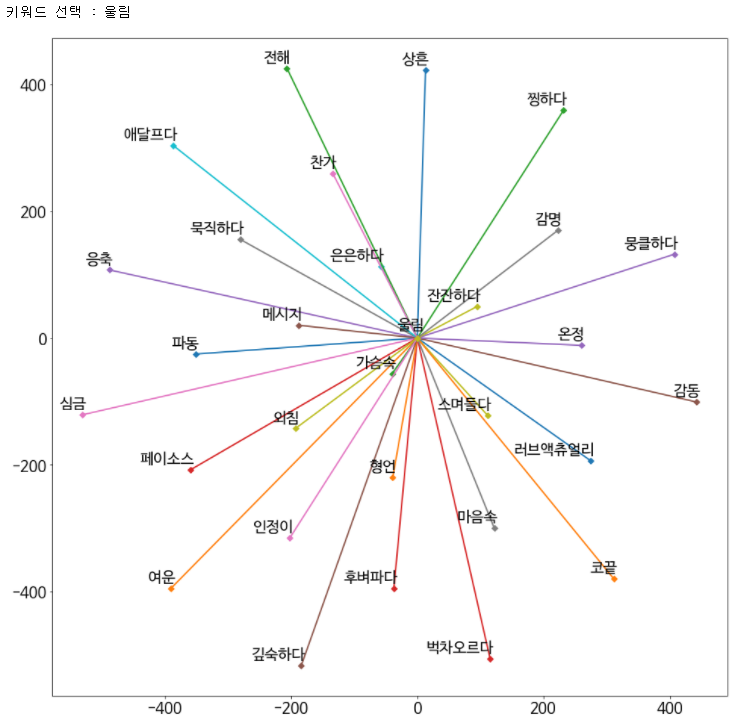 키워드 선택 : 울림
전해
상흔
찡하다
애달프다
찬가
묵직하다
감명
은은하다
뭉클하다
응축
잔잔하다
메시지
울림
파동
온정
가슴속
심금
감동
외침
스며들다
페이소스
러브액츄얼리
형언
인정이
마음속
여운
후벼파다
코끝
깊숙하다
벅차오르다
400
200
0
−200
−400
−400
−200
0
200
400